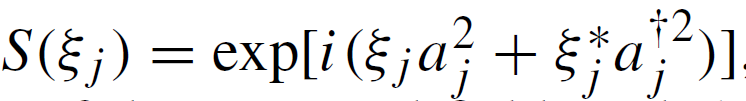 S(ξ_j) = exp[i(ξ_j a_j^2 + ξ_j^* a_j^{†2})],